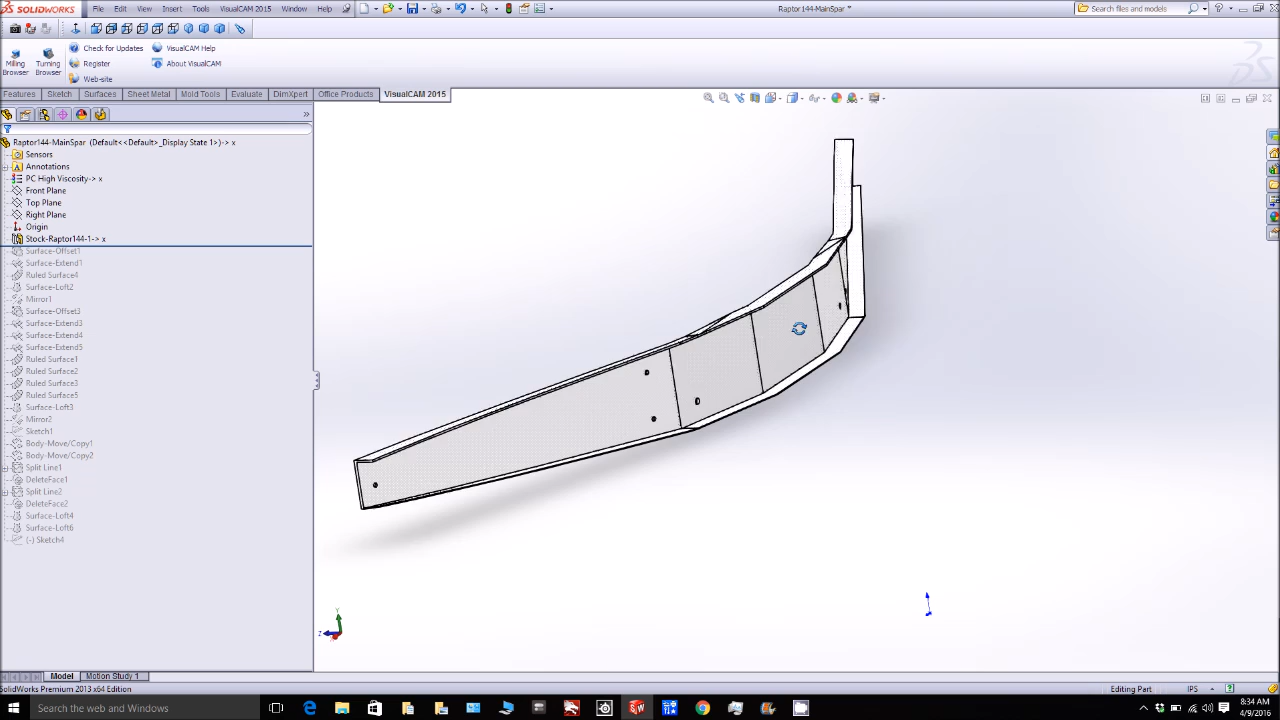 SOLIDWORKS
File Edit View Insert Tools VisualCAM 2015 Window Help
Raptor144-MainSpar *
Search files and models
Milling Browser
Turning Browser
Check for Updates
Register
Web-site
VisualCAM Help
About VisualCAM
Features Sketch Surfaces Sheet Metal Mold Tools Evaluate DimXpert Office Products VisualCAM 2015
Raptor144-MainSpar (Default<<Default>_Display State 1>)-> x
Sensors
Annotations
PC High Viscosity-> x
Front Plane
Top Plane
Right Plane
Origin
Stock-Raptor144-1-> x
Surface-Offset1
Surface-Extend1
Ruled Surface4
Surface-Loft2
Mirror1
Surface-Offset3
Surface-Extend3
Surface-Extend4
Surface-Extend5
Ruled Surface1
Ruled Surface2
Ruled Surface3
Ruled Surface5
Surface-Loft3
Mirror2
Sketch1
Body-Move/Copy1
Body-Move/Copy2
Split Line1
DeleteFace1
Split Line2
DeleteFace2
Surface-Loft4
Surface-Loft6
(-) Sketch4
Y
Z
Model Motion Study 1
SolidWorks Premium 2013 x64 Edition
Editing Part
IPS
Search the web and Windows
8:34 AM
4/9/2016